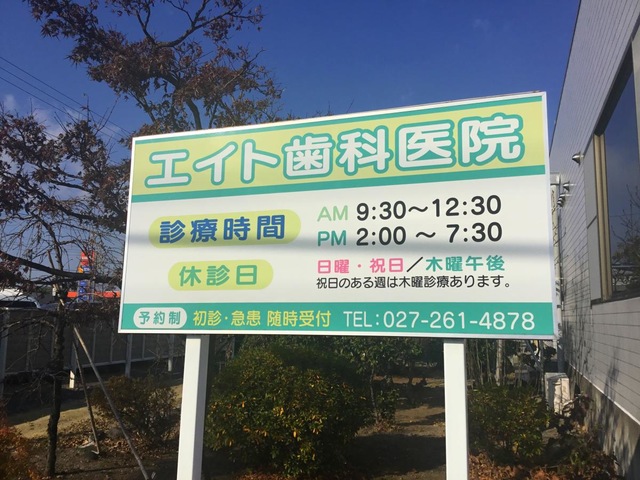 エイト歯科医院
診療時間 AM 9:30～12:30
PM 2:00 ～ 7:30
休診日 日曜・祝日／木曜午後
祝日のある週は木曜診療あります。
予約制 初診・急患 随時受付 TEL:027-261-4878